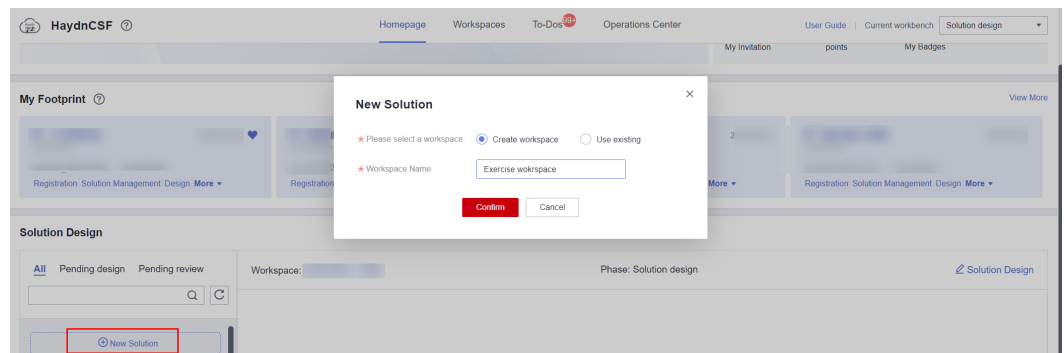 HaydnCSF
Homepage Workspaces To-Dos 99+ Operations Center
User Guide | Current workbench Solution design
My Invitation points My Badges
My Footprint
View More
New Solution
* Please select a workspace Create workspace Use existing
* Workspace Name Exercise wokrspace
Confirm Cancel
Registration Solution Management Design More
Registration
More
Registration Solution Management Design More
Solution Design
All Pending design Pending review
Workspace:
Phase: Solution design
Solution Design
New Solution